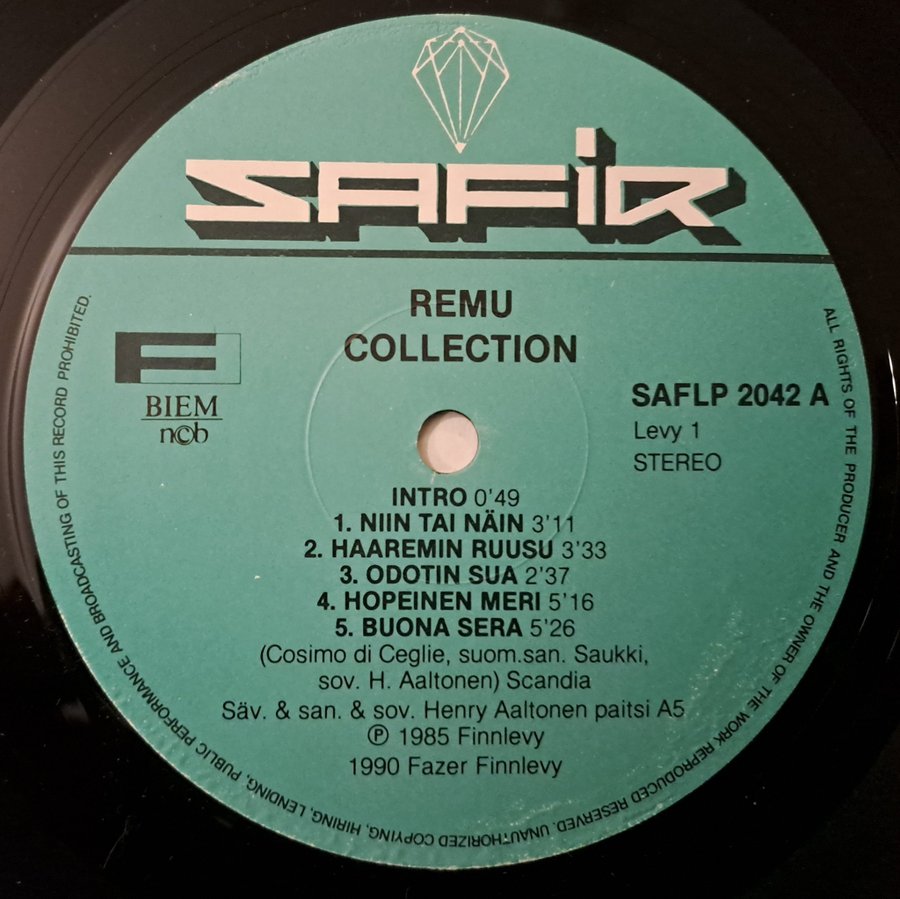 SAFIR
REMU
COLLECTION
F
BIEM
n©b
SAFLP 2042 A
Levy 1
STEREO
INTRO 0'49
1. NIIN TAI NÄIN 3'11
2. HAAREMIN RUUSU 3'33
3. ODOTIN SUA 2'37
4. HOPEINEN MERI 5'16
5. BUONA SERA 5'26
(Cosimo di Ceglie, suom.san. Saukki,
sov. H. Aaltonen) Scandia
Säv. & san. & sov. Henry Aaltonen paitsi A5
℗ 1985 Finnlevy
1990 Fazer Finnlevy
ALL RIGHTS OF THE PRODUCER AND THE OWNER OF THE WORK REPRODUCED RESERVED. UNAUTHORIZED COPYING, HIRING, LENDING, PUBLIC PERFORMANCE AND BROADCASTING OF THIS RECORD PROHIBITED.